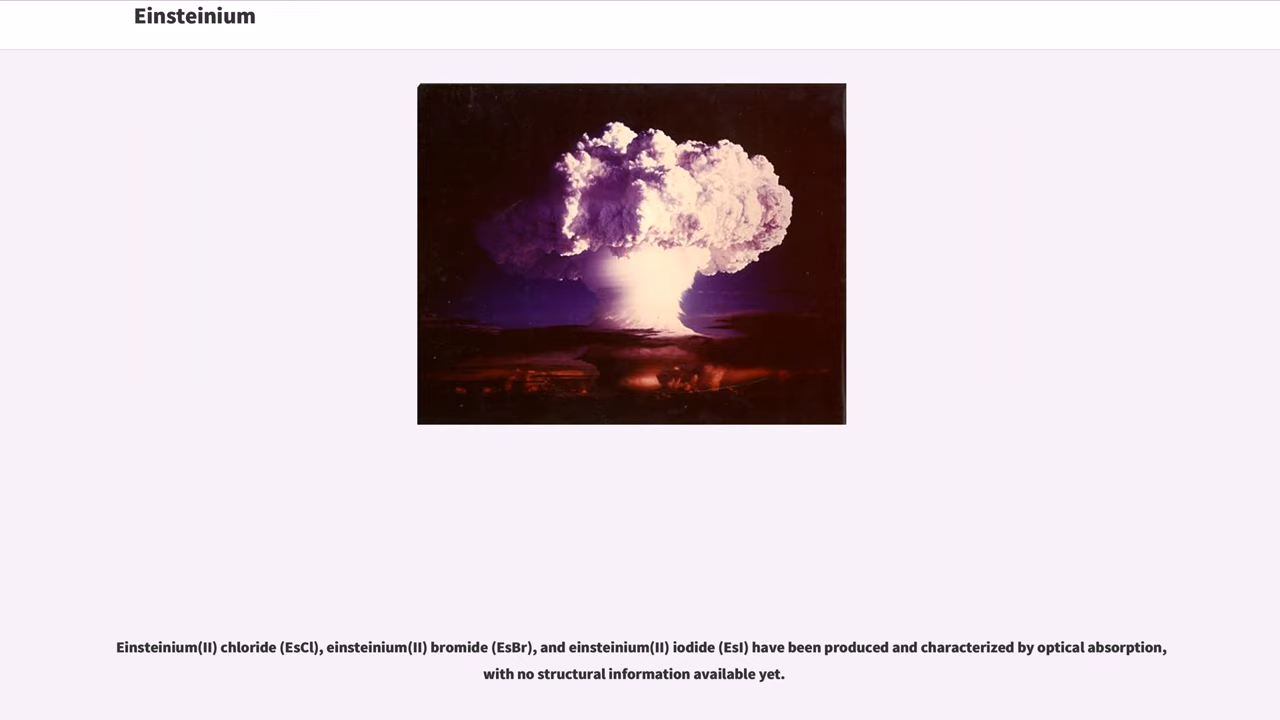 Einsteinium
Einsteinium(II) chloride (EsCl), einsteinium(II) bromide (EsBr), and einsteinium(II) iodide (EsI) have been produced and characterized by optical absorption,
with no structural information available yet.